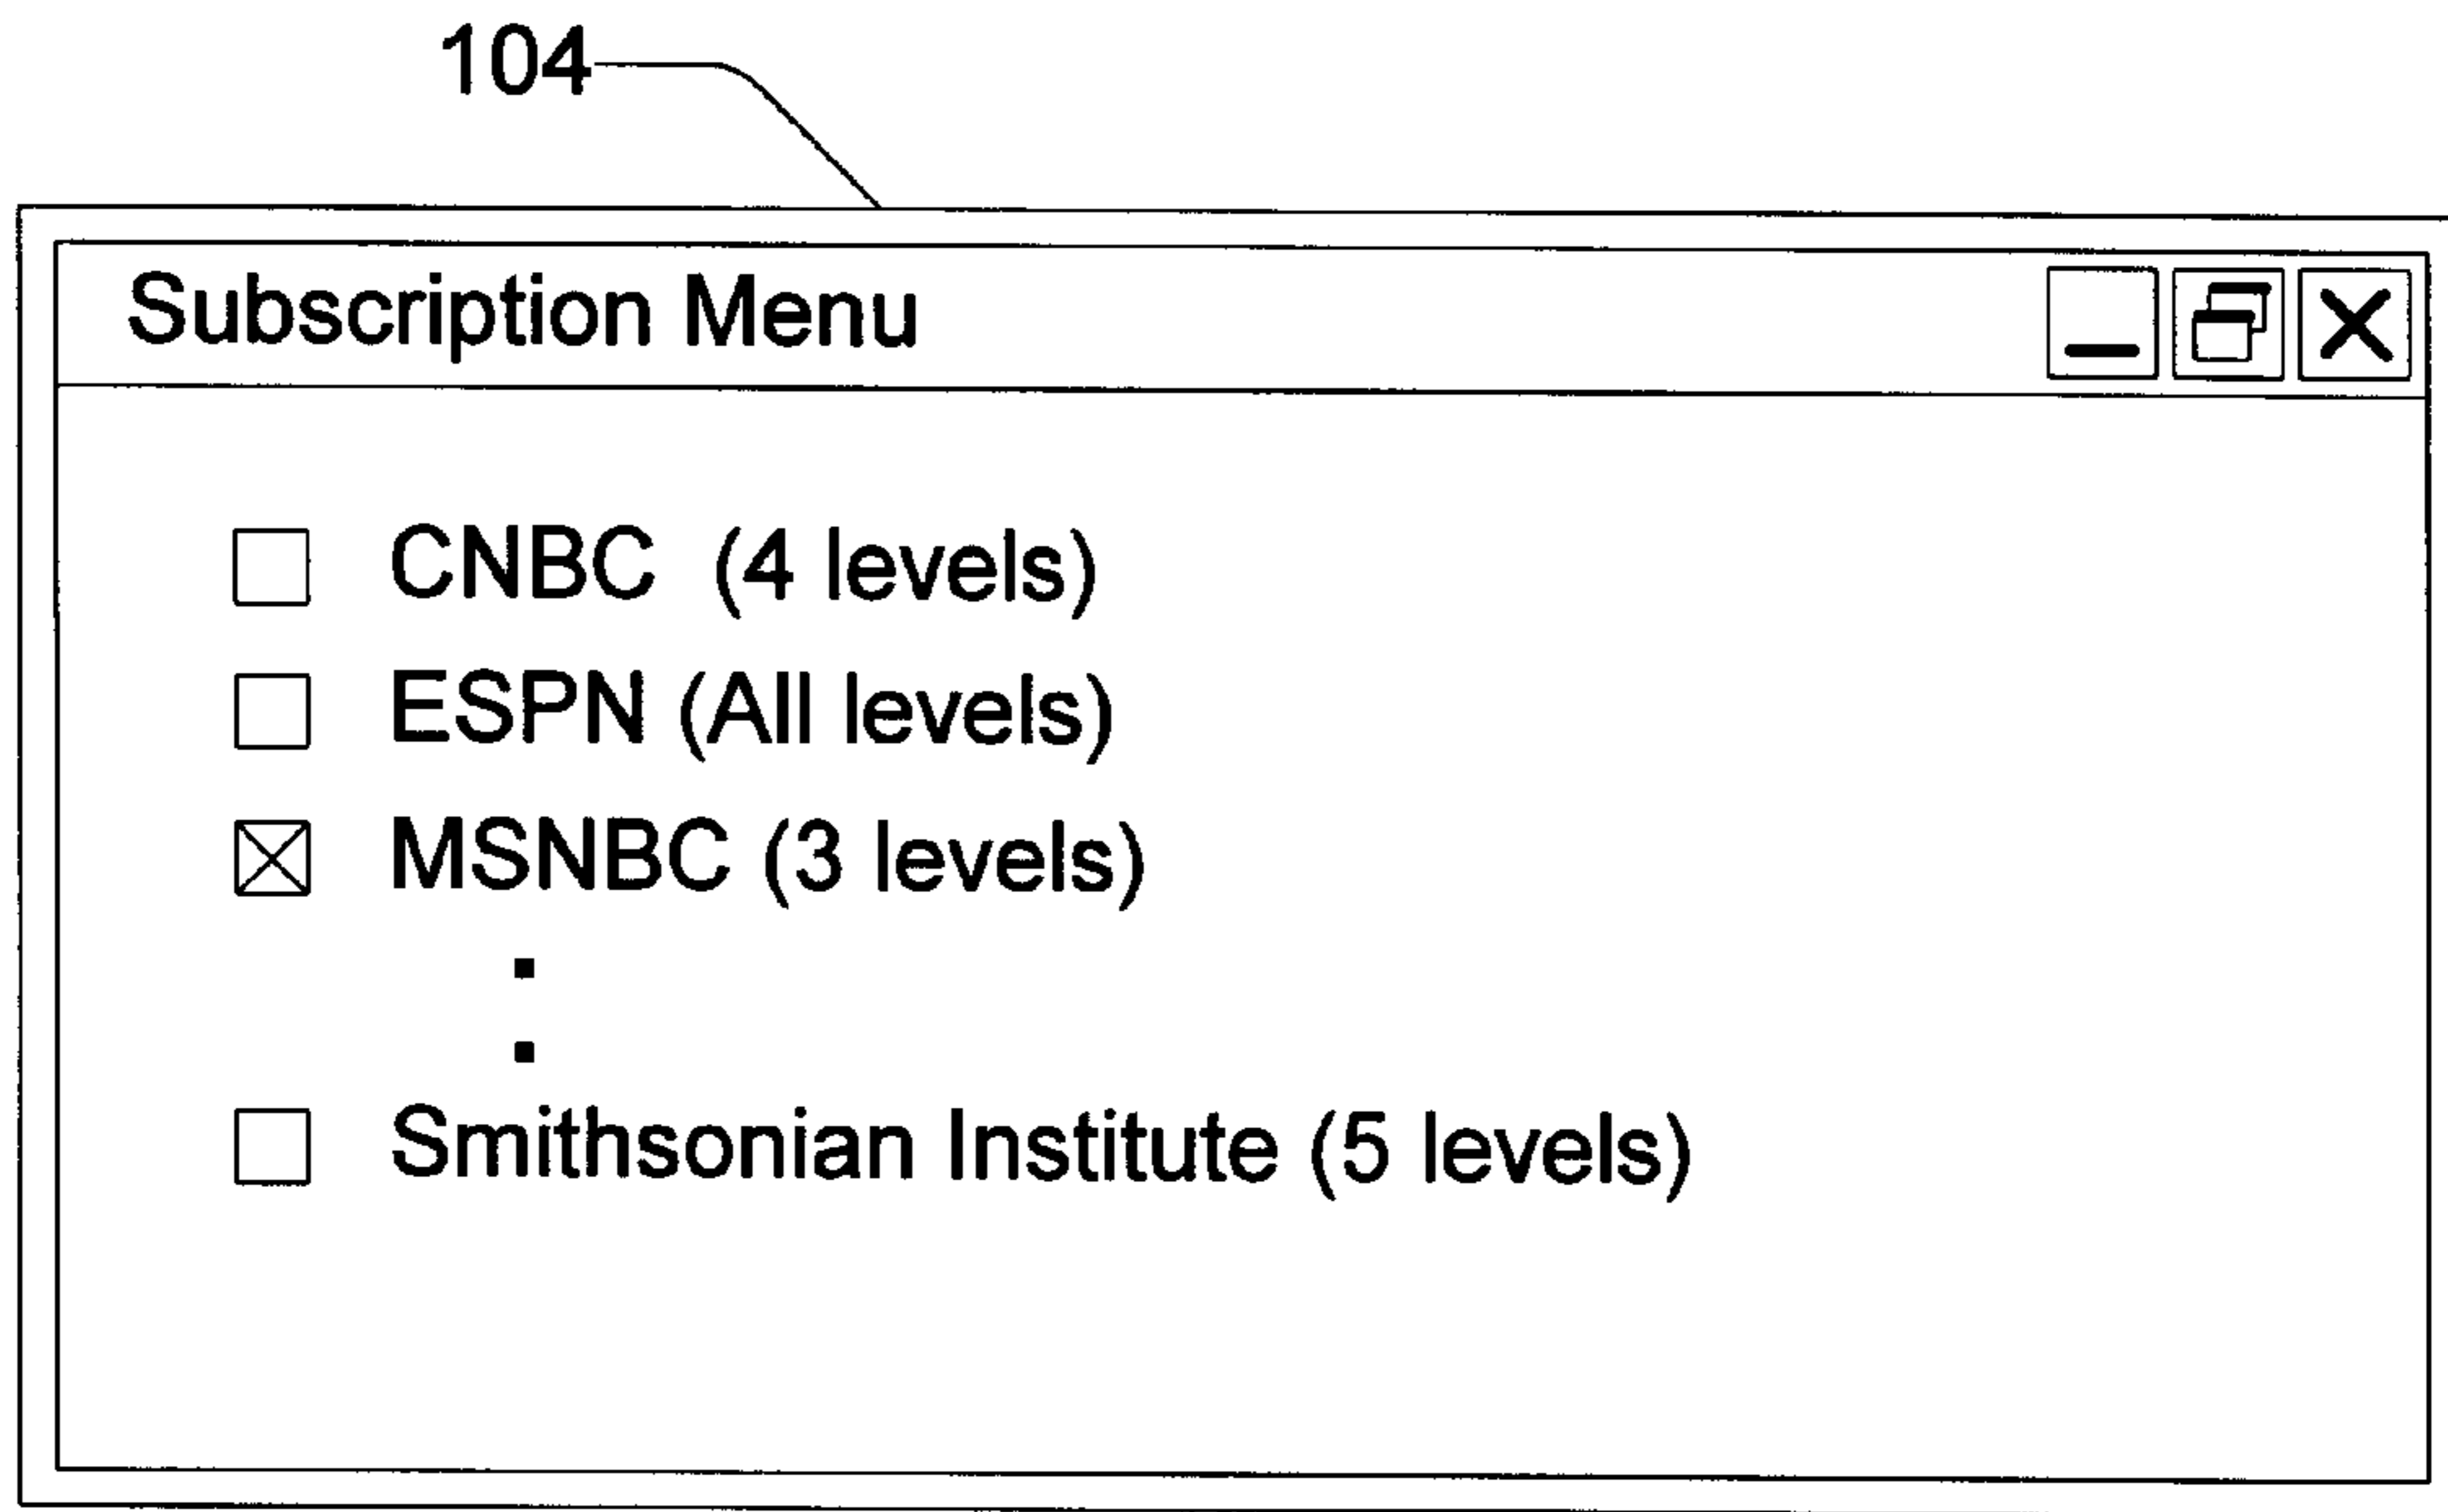 104
Subscription Menu
CNBC (4 levels)
ESPN (All levels)
MSNBC (3 levels)
Smithsonian Institute (5 levels)